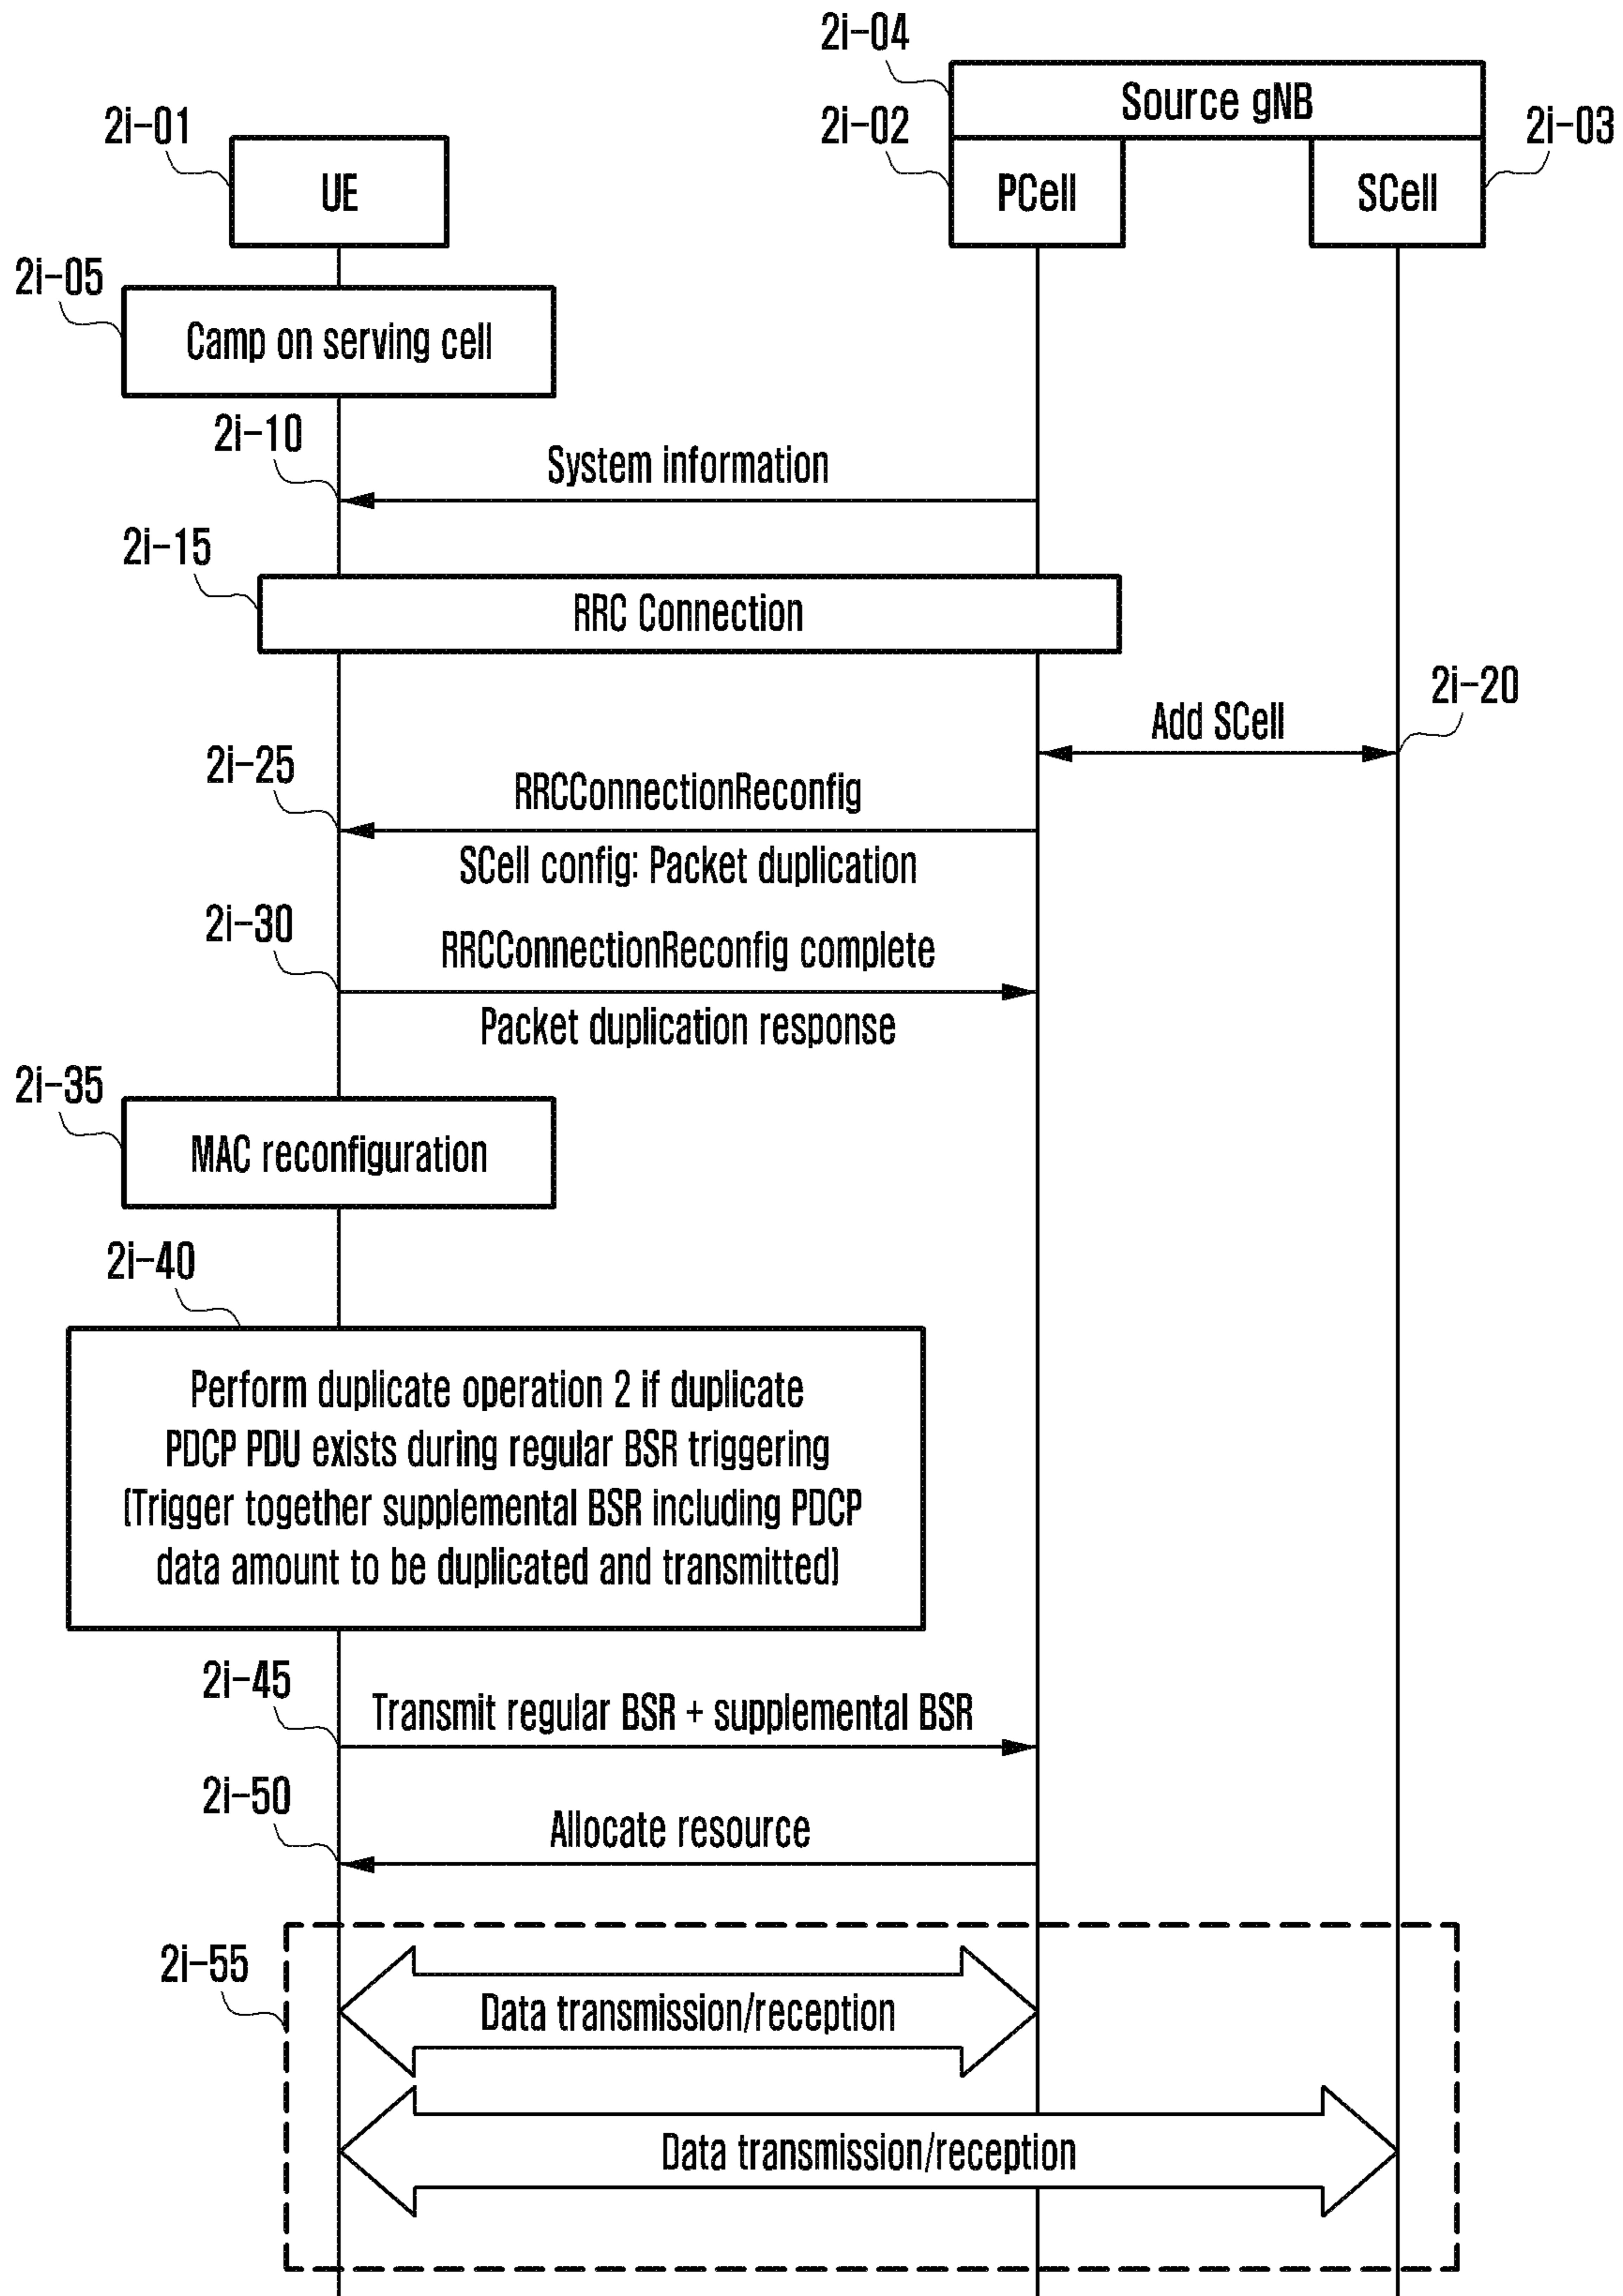 2i-04
Source gNB
2i-01
2i-02
2i-03
UE
PCell
SCell
2i-05
Camp on serving cell
2i-10
System information
2i-15
RRC Connection
2i-20
Add SCell
2i-25
RRCConnectionReconfig
SCell config: Packet duplication
2i-30
RRCConnectionReconfig complete
Packet duplication response
2i-35
MAC reconfiguration
2i-40
Perform duplicate operation 2 if duplicate
PDCP PDU exists during regular BSR triggering
(Trigger together supplemental BSR including PDCP
data amount to be duplicated and transmitted)
2i-45
Transmit regular BSR + supplemental BSR
2i-50
Allocate resource
2i-55
Data transmission/reception
Data transmission/reception